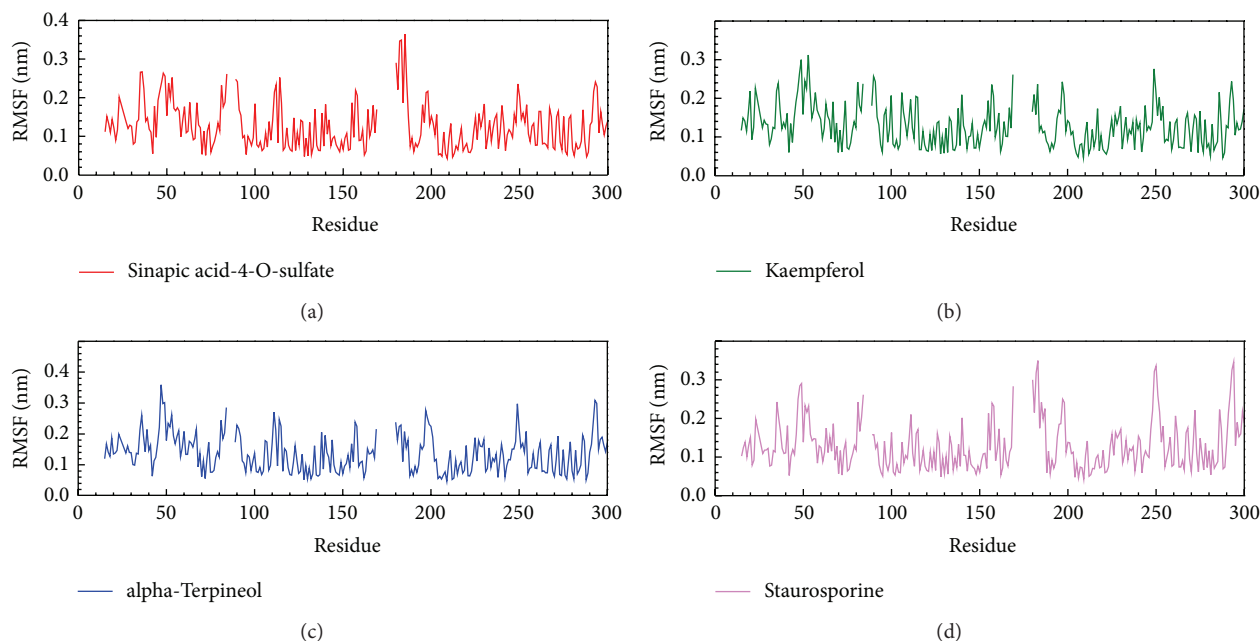 0.4
0.3
0.2
0.1
0.0
RMSF (nm)
0 50 100 150 200 250 300
Residue
Sinapic acid-4-O-sulfate
(a)
0.3
0.2
0.1
0.0
RMSF (nm)
0 50 100 150 200 250 300
Residue
Kaempferol
(b)
0.4
0.3
0.2
0.1
0.0
RMSF (nm)
0 50 100 150 200 250 300
Residue
alpha-Terpineol
(c)
0.3
0.2
0.1
0.0
RMSF (nm)
0 50 100 150 200 250 300
Residue
Staurosporine
(d)